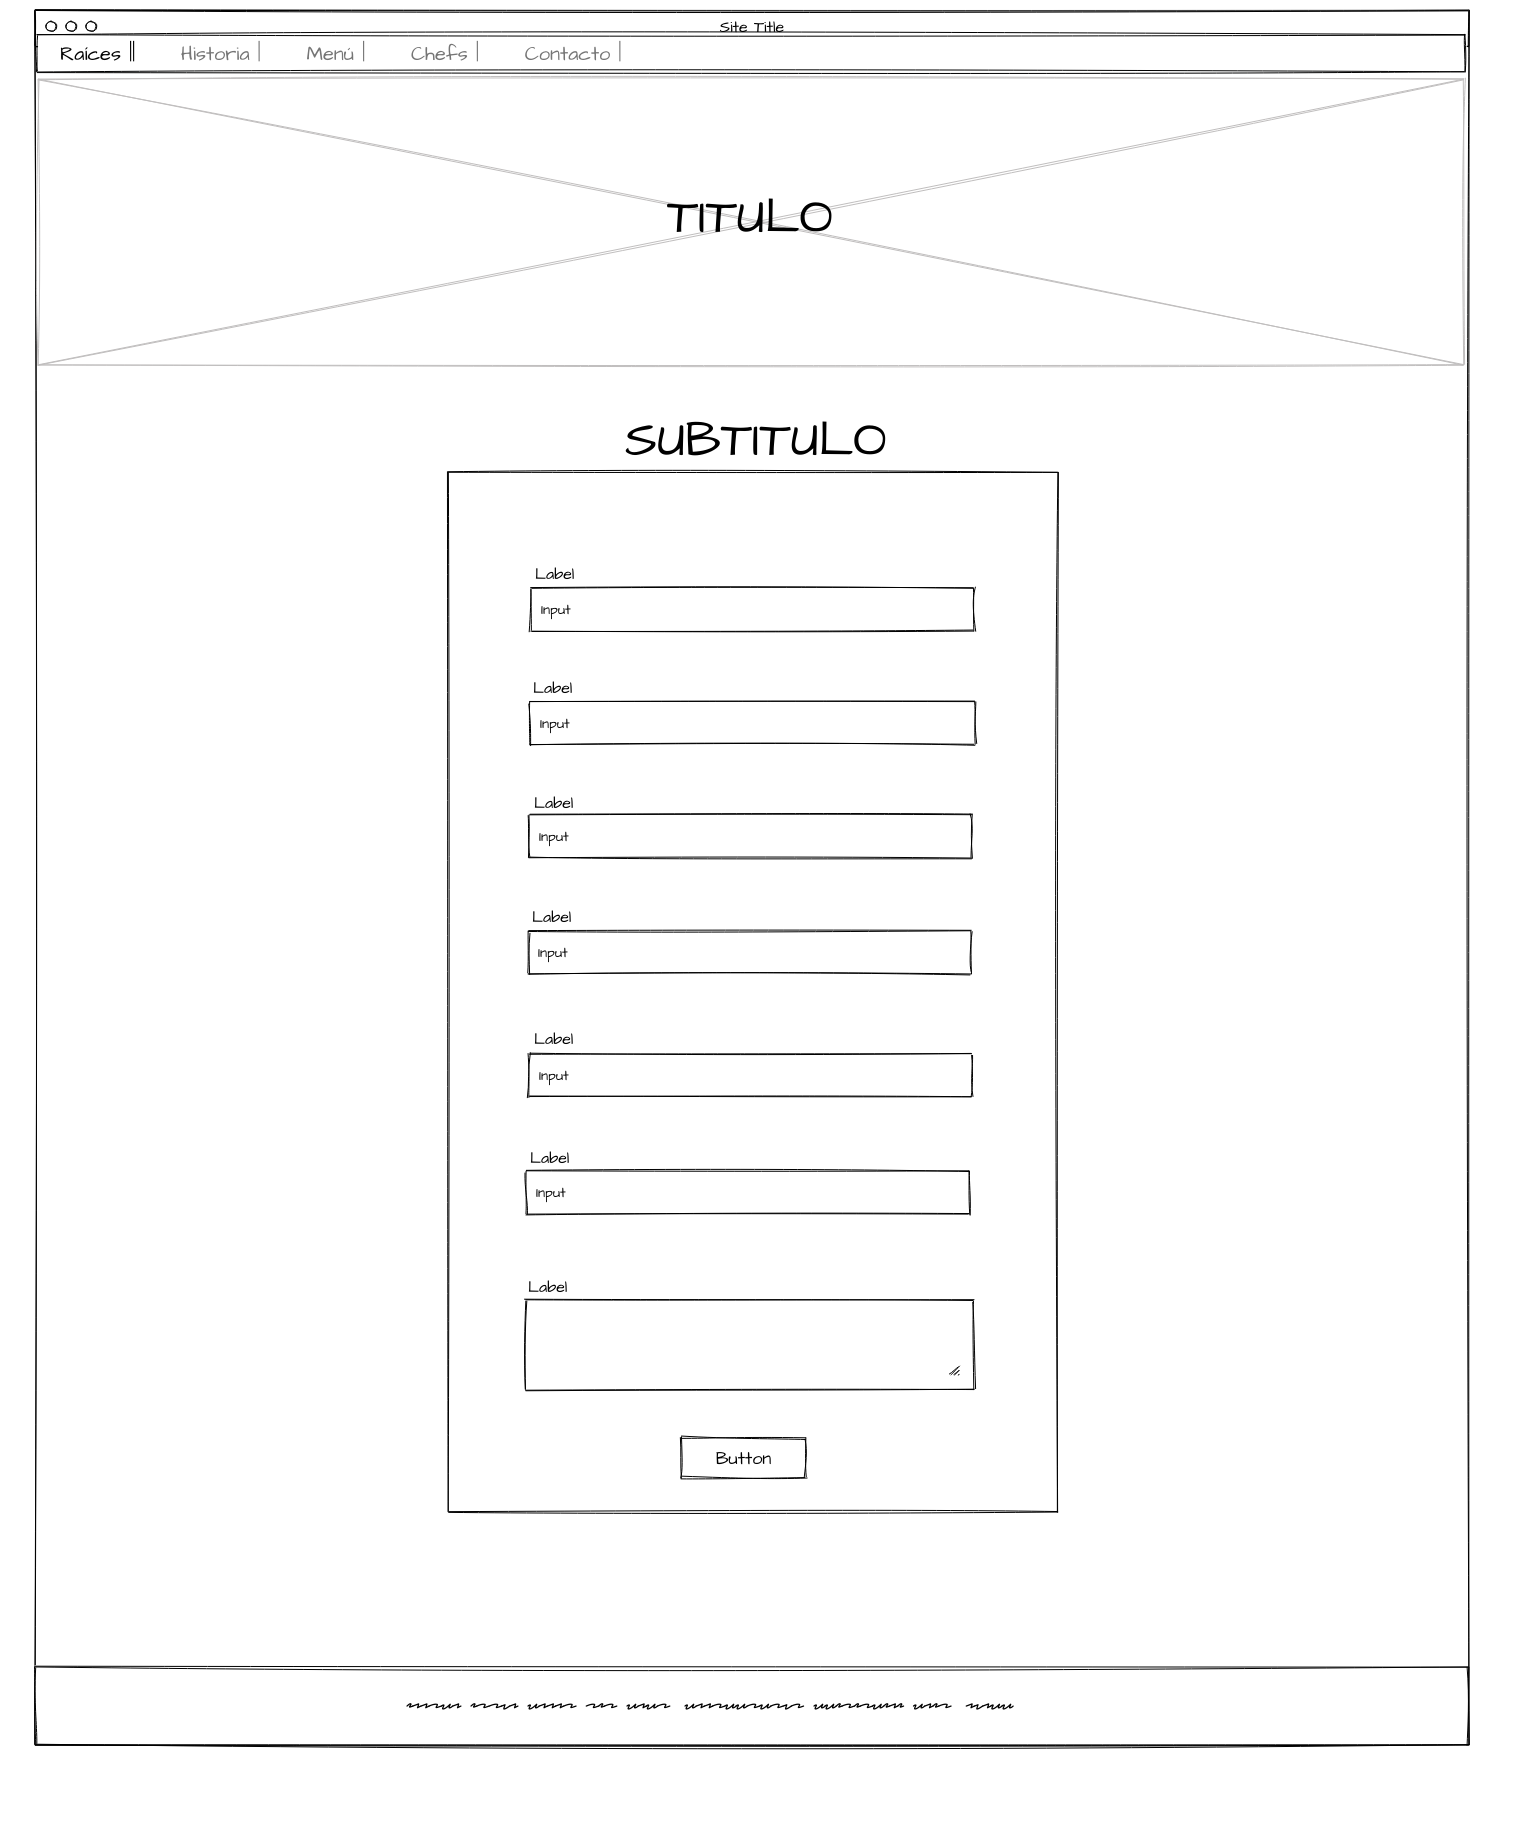 Site Title
Raíces Historia Menú Chefs Contacto
TITULO
SUBTITULO
Label
Input
Label
Input
Label
Input
Label
Input
Label
Input
Label
Input
Label
Button